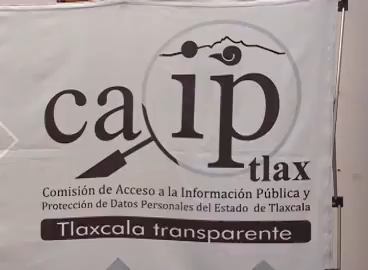 caip
tlax
Comisión de Acceso a la Información Pública y
Protección de Datos Personales del Estado de Tlaxcala
Tlaxcala transparente